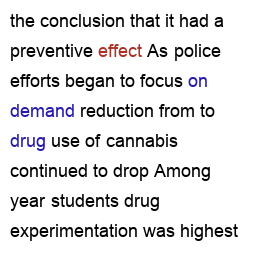 the conclusion that it had a
preventive effect As police
efforts began to focus on
demand reduction from to
drug use of cannabis
continued to drop Among
year students drug
experimentation was highest